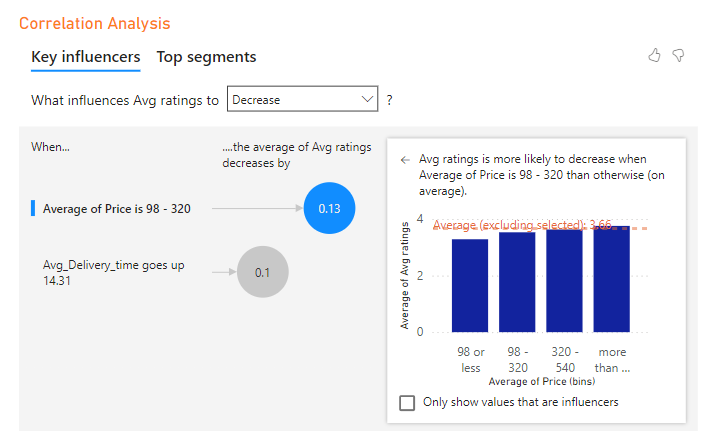 Correlation Analysis
Key influencers Top segments
What influences Avg ratings to Decrease ?
When...
....the average of Avg ratings
decreases by
Average of Price is 98 - 320
0.13
Avg_Delivery_time goes up
14.31
0.1
Avg ratings is more likely to decrease when
Average of Price is 98 - 320 than otherwise (on
average).
Average of Avg ratings
4
Average (excluding selected): 3.66
2
0
98 or
less
98 -
320
320 -
540
more
than ...
Average of Price (bins)
Only show values that are influencers